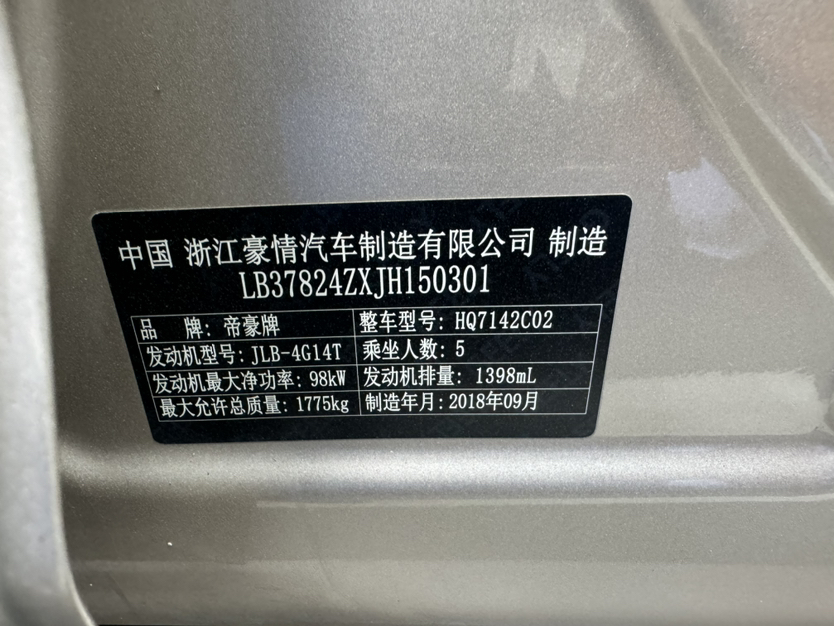 中国 浙江豪情汽车制造有限公司 制造
LB37824ZXJH150301
品 牌: 帝豪牌 整车型号: HQ7142C02
发动机型号: JLB-4G14T 乘坐人数: 5
发动机最大净功率: 98kW 发动机排量: 1398mL
最大允许总质量: 1775kg 制造年月: 2018年09月